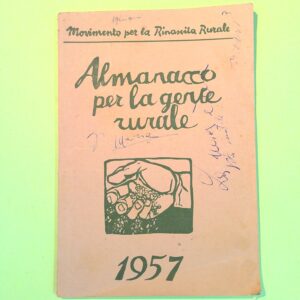 Movimento per la Rinascita Rurale
Almanacco
per la gente
rurale
1957